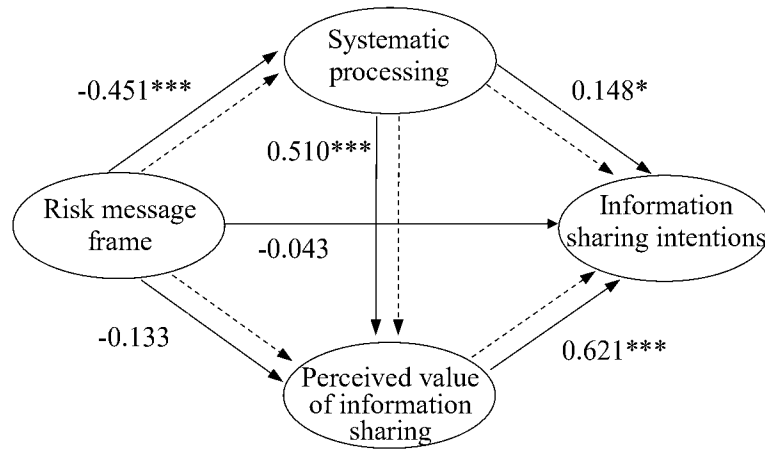 Systematic
processing
-0.451***
0.148*
0.510***
Risk message
frame
Information
sharing intentions
-0.043
-0.133
0.621***
Perceived value
of information
sharing